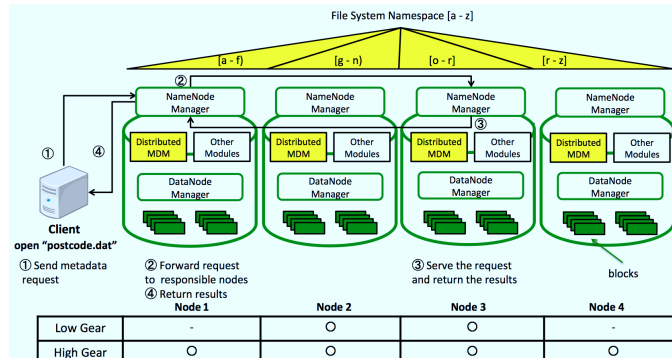 File System Namespace [a - z]
[a - f) [g - n) [o - r] [r - z]
②
NameNode Manager NameNode Manager NameNode Manager NameNode Manager
③
① ④
Distributed MDM Other Modules Distributed MDM Other Modules Distributed MDM Other Modules Distributed MDM Other Modules
DataNode Manager DataNode Manager DataNode Manager DataNode Manager
Client
open “postcode.dat”
blocks
① Send metadata
request
② Forward request
to responsible nodes
④ Return results
③ Serve the request
and return the results
Node 1 Node 2 Node 3 Node 4
Low Gear - O O -
High Gear O O O O